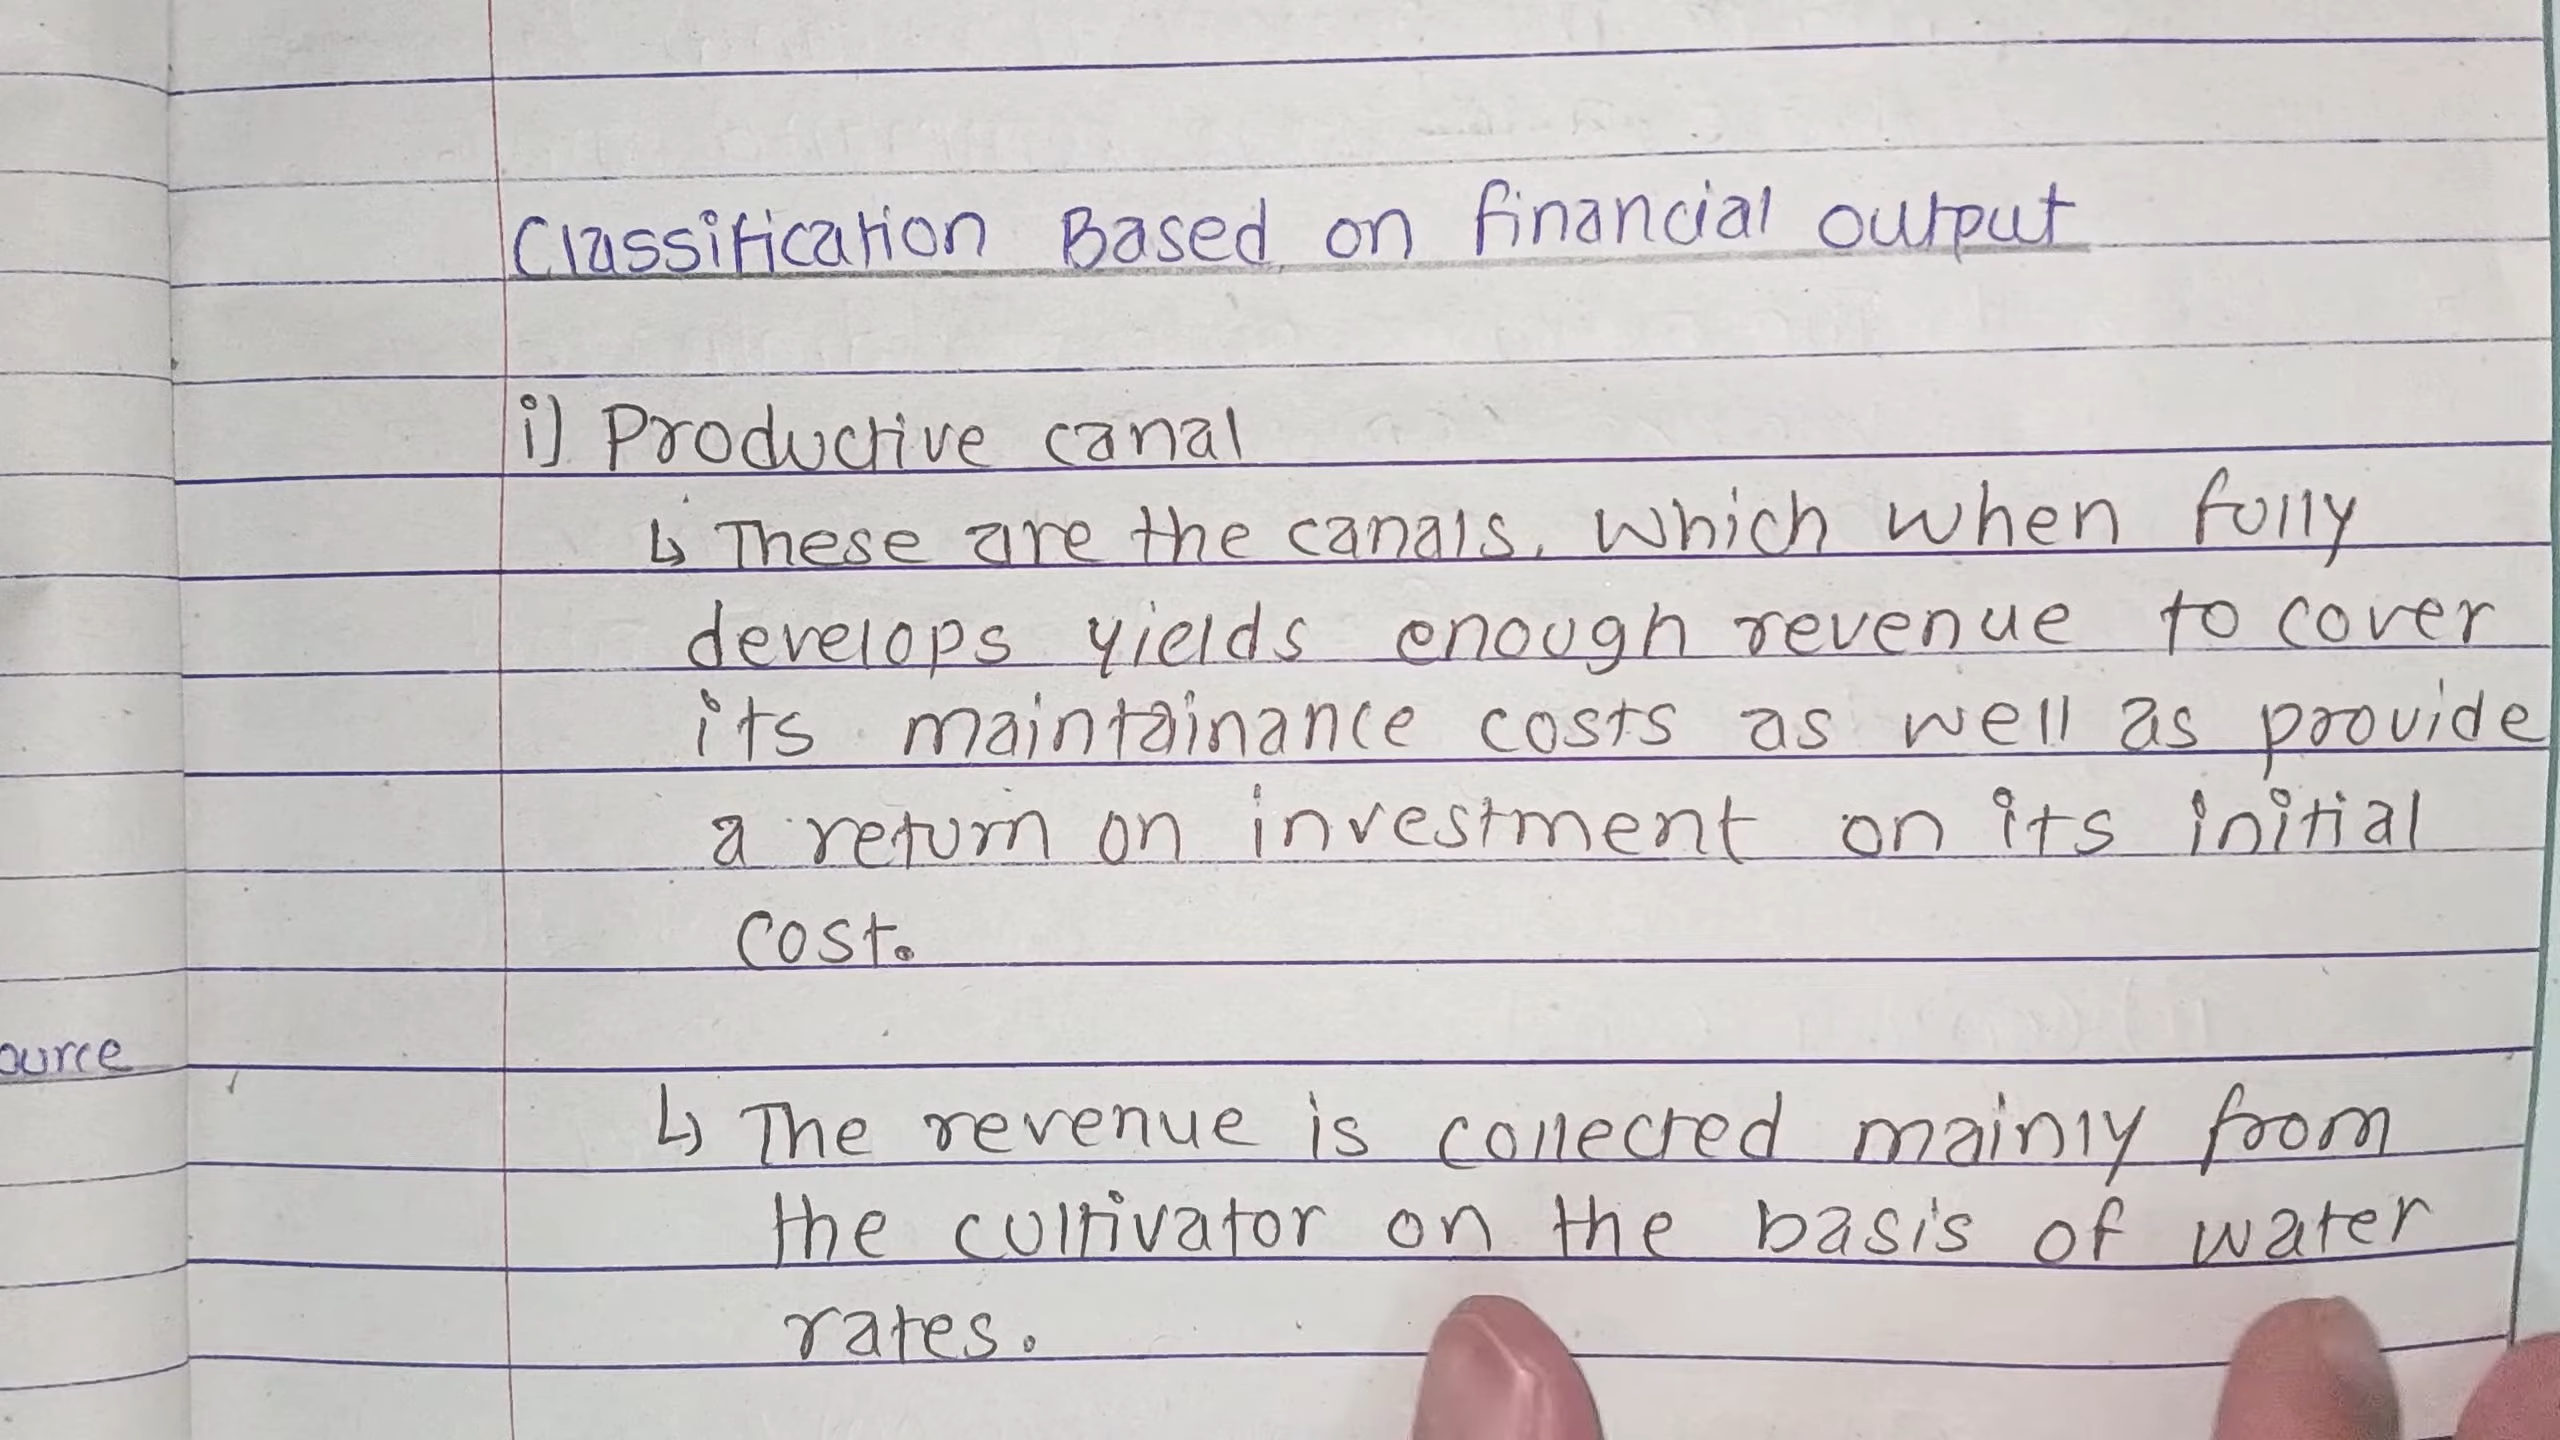 Classification Based on financial output
i) Productive canal
↳ These are the canals. Which when fully
develops yields enough revenue to cover
its maintainance costs as well as provide
a return on investment on its initial
cost.
ource
↳ The revenue is collected mainly from
the cultivator on the basis of water
rates.